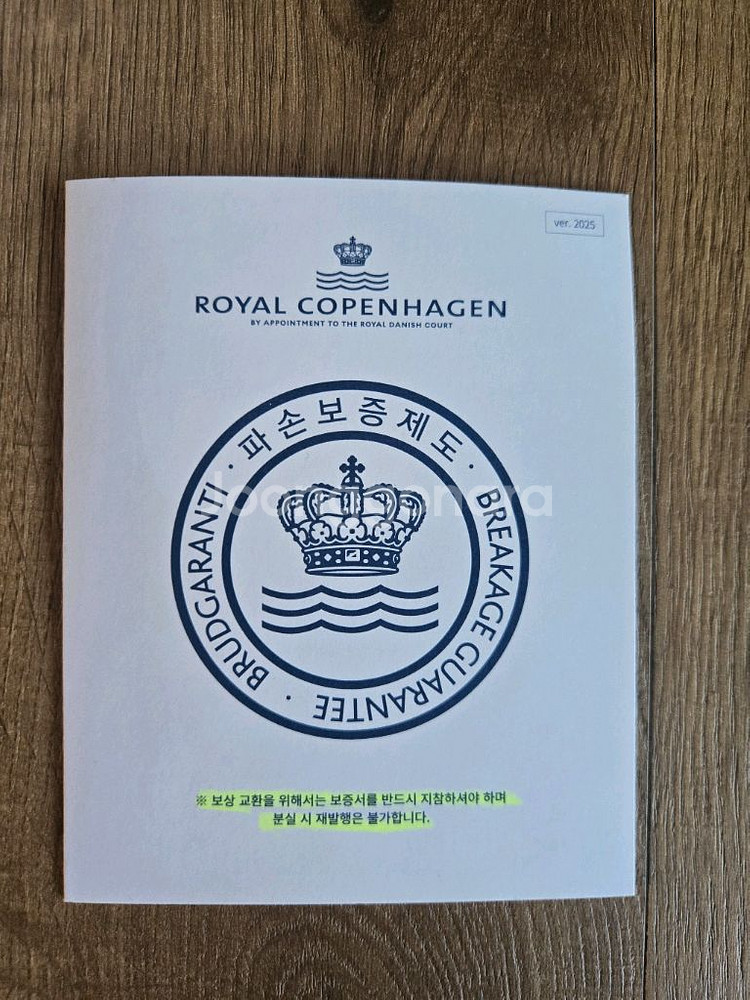 ver. 2025
ROYAL COPENHAGEN
BY APPOINTMENT TO THE ROYAL DANISH COURT
· 파손보증제도 ·
BREAKAGE GUARANTEE ·
BRUDGARANTI
※ 보상 교환을 위해서는 보증서를 반드시 지참하셔야 하며
분실 시 재발행은 불가합니다.